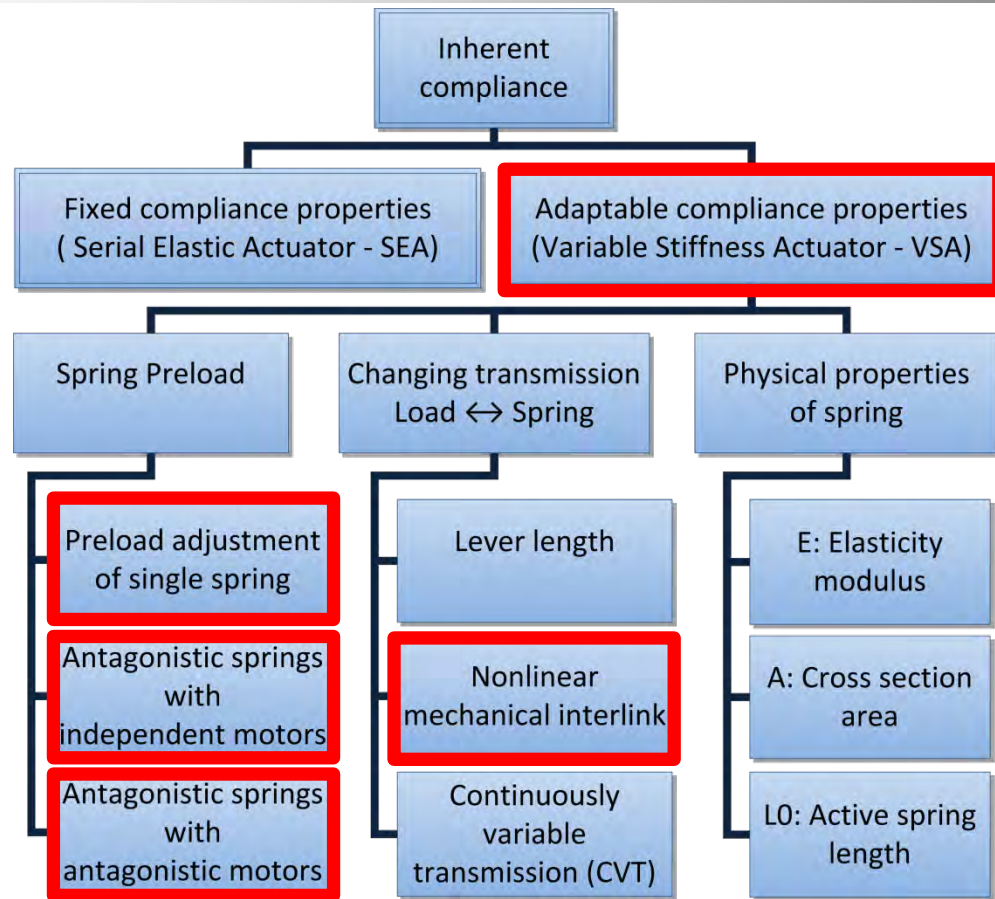 Inherent
compliance
Fixed compliance properties
( Serial Elastic Actuator - SEA)
Adaptable compliance properties
(Variable Stiffness Actuator - VSA)
Spring Preload
Changing transmission
Load ↔ Spring
Physical properties
of spring
Preload adjustment
of single spring
Antagonistic springs
with
independent motors
Antagonistic springs
with
antagonistic motors
Lever length
Nonlinear
mechanical interlink
Continuously
variable
transmission (CVT)
E: Elasticity
modulus
A: Cross section
area
L0: Active spring
length